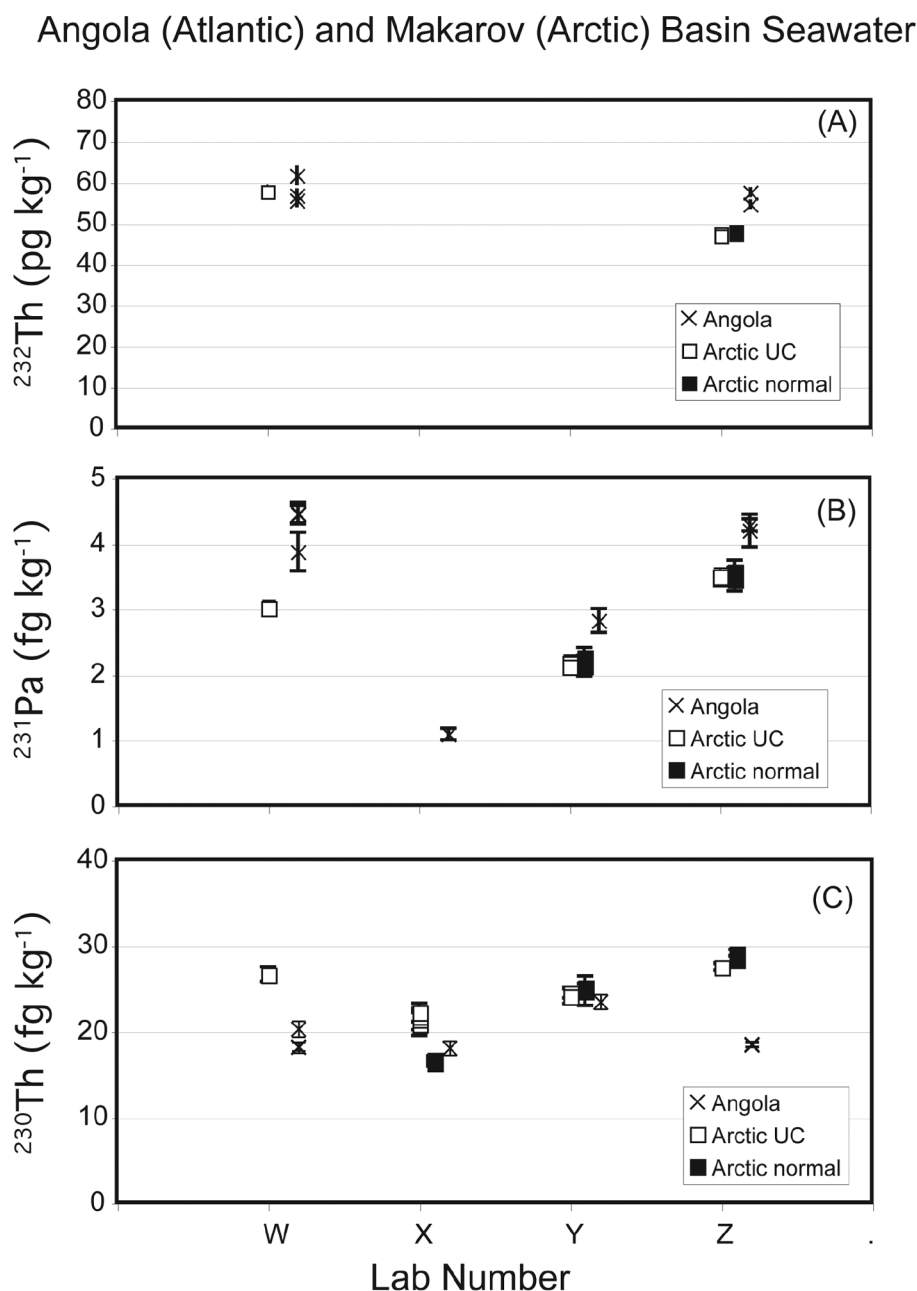 Angola (Atlantic) and Makarov (Arctic) Basin Seawater
(A)
²³²Th (pg kg⁻¹)
80
70
60
50
40
30
20
10
0
Angola
Arctic UC
Arctic normal
(B)
²³¹Pa (fg kg⁻¹)
5
4
3
2
1
0
Angola
Arctic UC
Arctic normal
(C)
²³⁰Th (fg kg⁻¹)
40
30
20
10
0
Angola
Arctic UC
Arctic normal
W X Y Z .
Lab Number